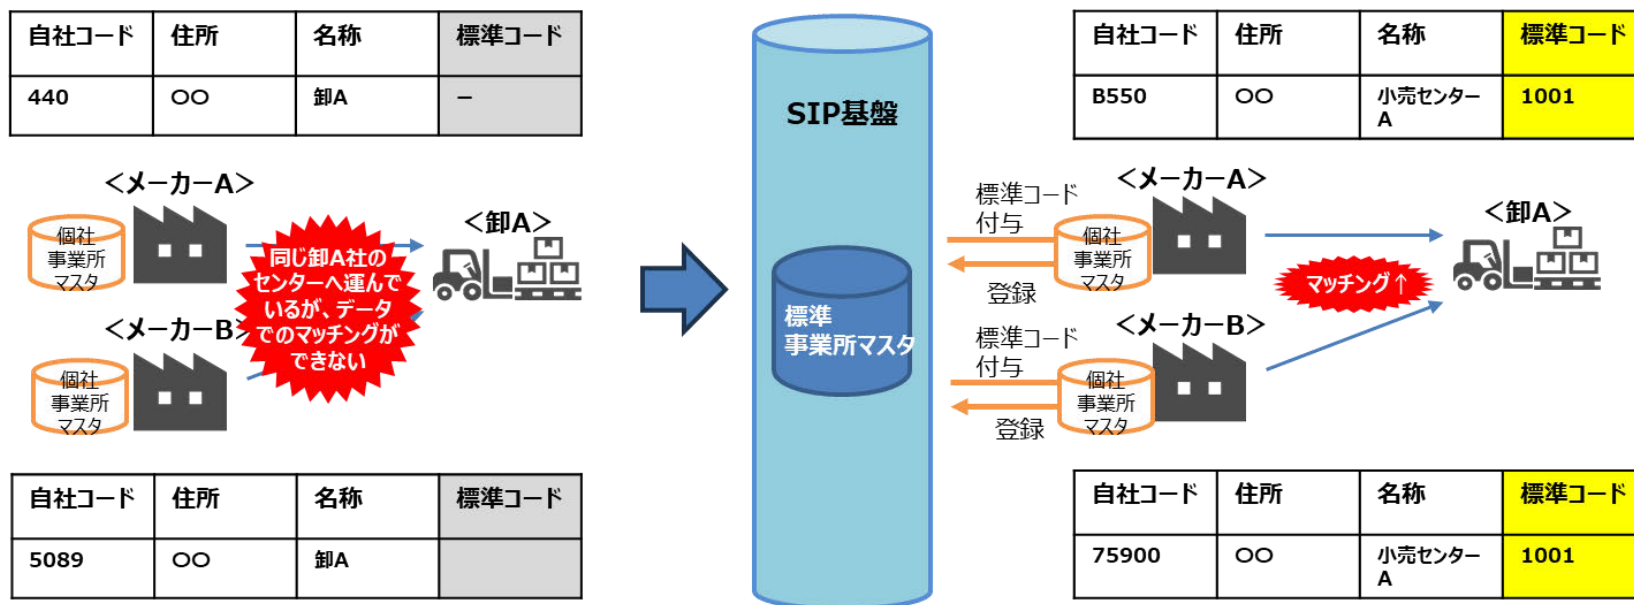 自社コード 住所 名称 標準コード
440 〇〇 卸A －
＜メーカーA＞
個社
事業所
マスタ
同じ卸A社の
センターへ運んで
いるが、データ
でのマッチングが
できない
＜卸A＞
＜メーカーB＞
個社
事業所
マスタ
自社コード 住所 名称 標準コード
5089 〇〇 卸A
SIP基盤
標準
事業所マスタ
自社コード 住所 名称 標準コード
B550 〇〇 小売センター
A
1001
標準コード
付与
登録
＜メーカーA＞
個社
事業所
マスタ
＜卸A＞
マッチング↑
標準コード
付与
登録
＜メーカーB＞
個社
事業所
マスタ
自社コード 住所 名称 標準コード
75900 〇〇 小売センター
A
1001